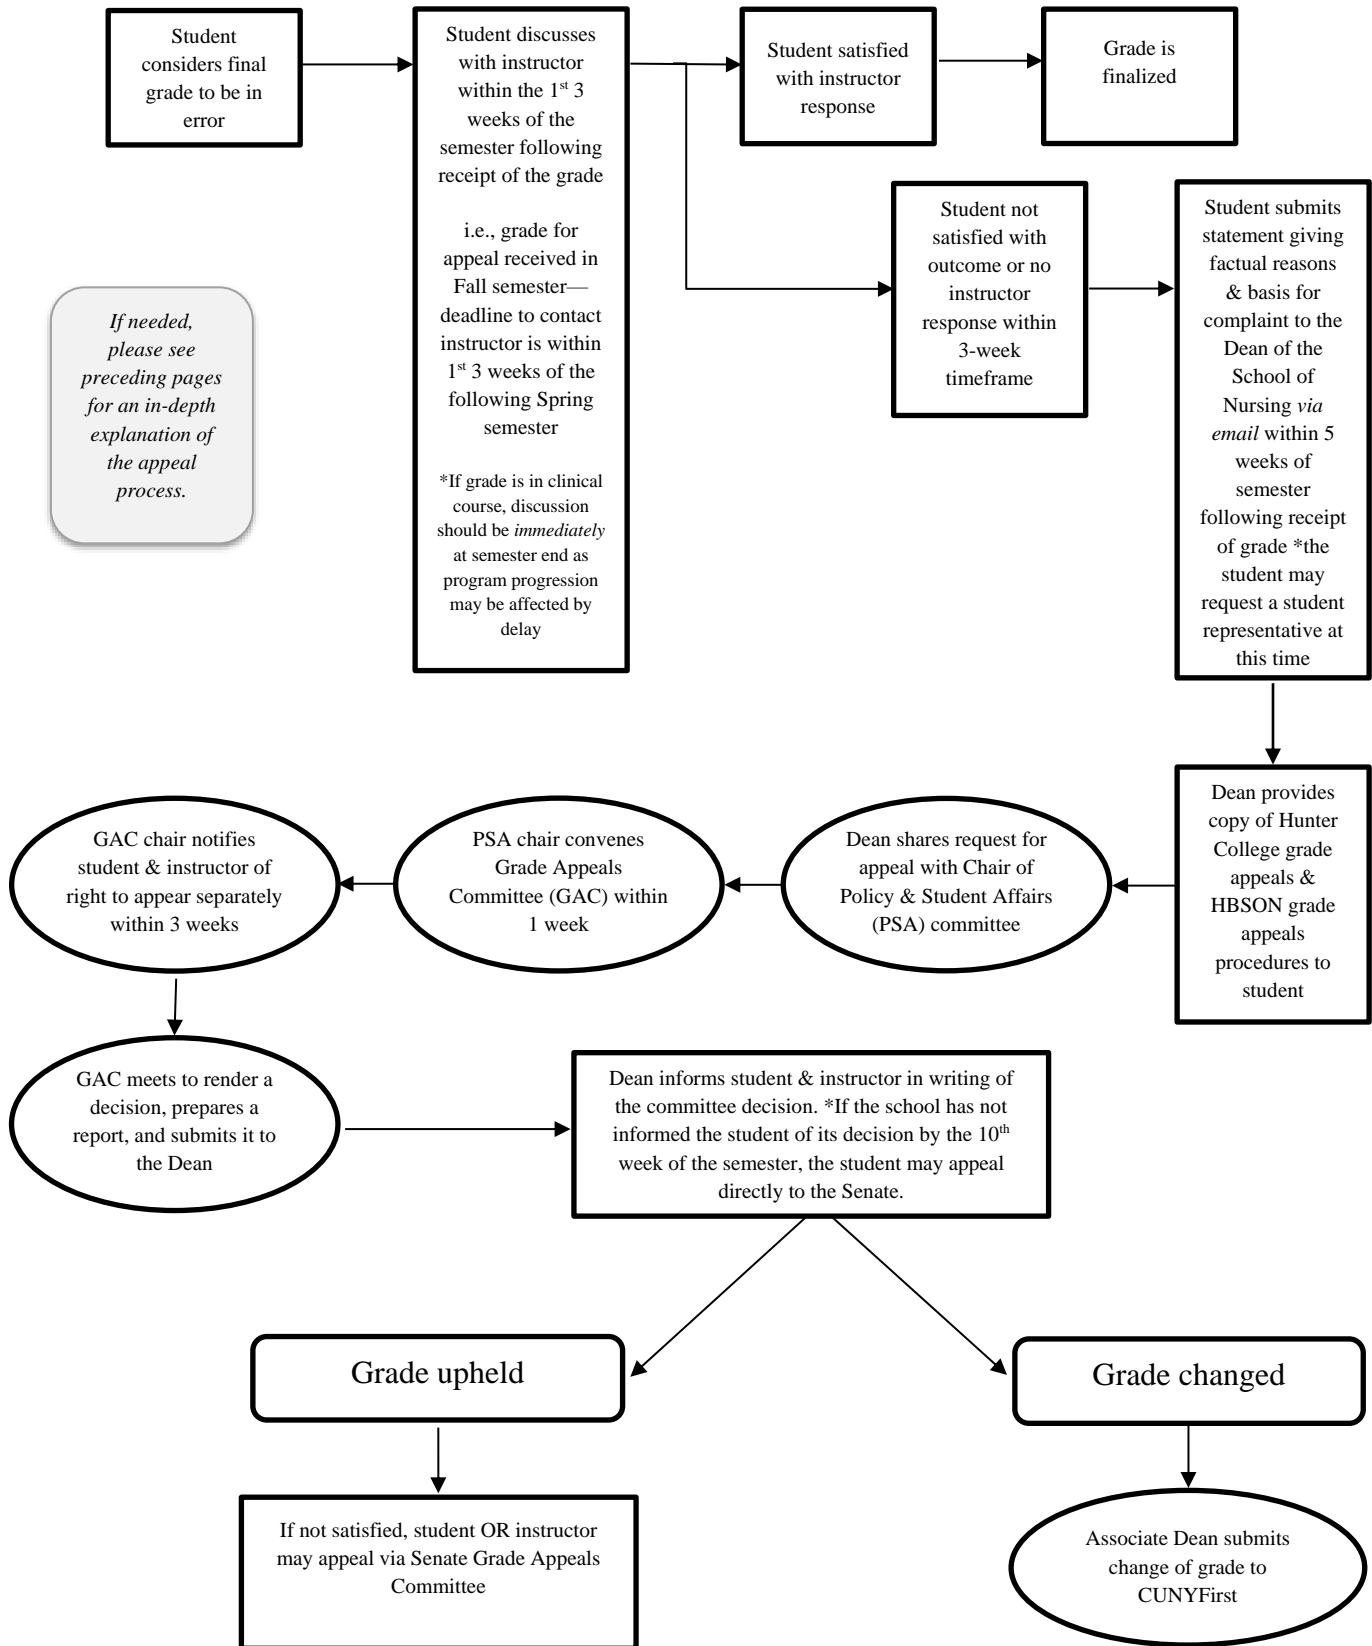 Student
considers final
grade to be in
error
Student discusses
with instructor
within the 1st 3
weeks of the
semester following
receipt of the grade
i.e., grade for
appeal received in
Fall semester—
deadline to contact
instructor is within
1st 3 weeks of the
following Spring
semester
*If grade is in clinical
course, discussion
should be immediately
at semester end as
program progression
may be affected by
delay
Student satisfied
with instructor
response
Grade is
finalized
Student not
satisfied with
outcome or no
instructor
response within
3-week
timeframe
Student submits
statement giving
factual reasons
& basis for
complaint to the
Dean of the
School of
Nursing via
email within 5
weeks of
semester
following receipt
of grade *the
student may
request a student
representative at
this time
If needed,
please see
preceding pages
for an in-depth
explanation of
the appeal
process.
Dean provides
copy of Hunter
College grade
appeals &
HBSON grade
appeals
procedures to
student
Dean shares request for
appeal with Chair of
Policy & Student Affairs
(PSA) committee
PSA chair convenes
Grade Appeals
Committee (GAC) within
1 week
GAC chair notifies
student & instructor of
right to appear separately
within 3 weeks
GAC meets to render a
decision, prepares a
report, and submits it to
the Dean
Dean informs student & instructor in writing of
the committee decision. *If the school has not
informed the student of its decision by the 10th
week of the semester, the student may appeal
directly to the Senate.
Grade upheld
Grade changed
If not satisfied, student OR instructor
may appeal via Senate Grade Appeals
Committee
Associate Dean submits
change of grade to
CUNYFirst